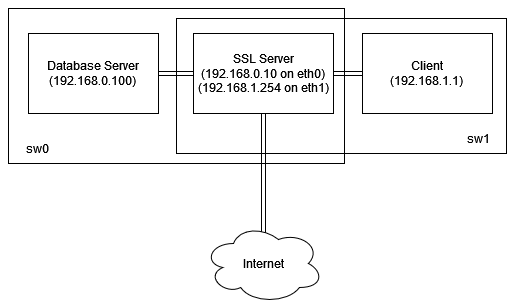 Database Server
(192.168.0.100)
SSL Server
(192.168.0.10 on eth0)
(192.168.1.254 on eth1)
Client
(192.168.1.1)
sw0
sw1
Internet